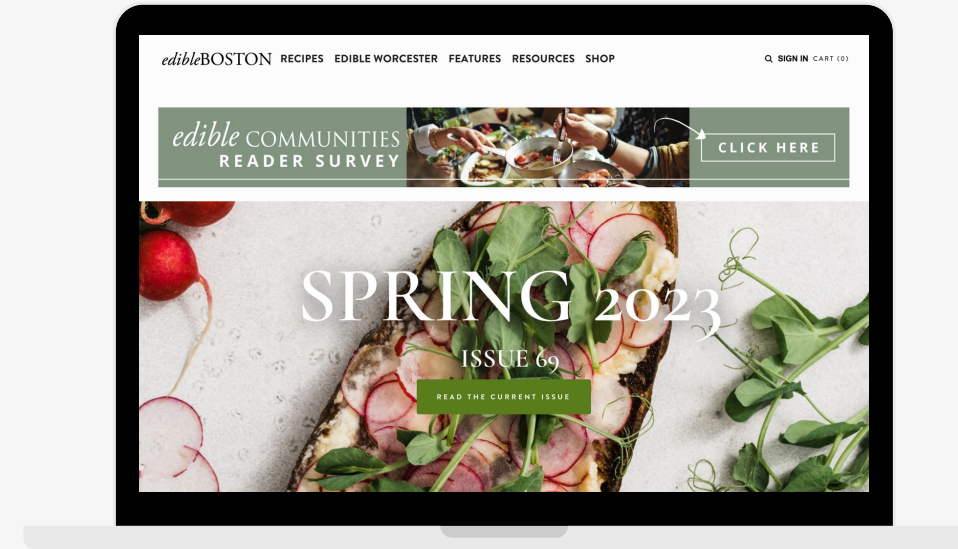 edibleBOSTON RECIPES EDIBLE WORCESTER FEATURES RESOURCES SHOP SIGN IN CART (0)
edible COMMUNITIES
READER SURVEY
CLICK HERE
SPRING 2023
ISSUE 69
READ THE CURRENT ISSUE